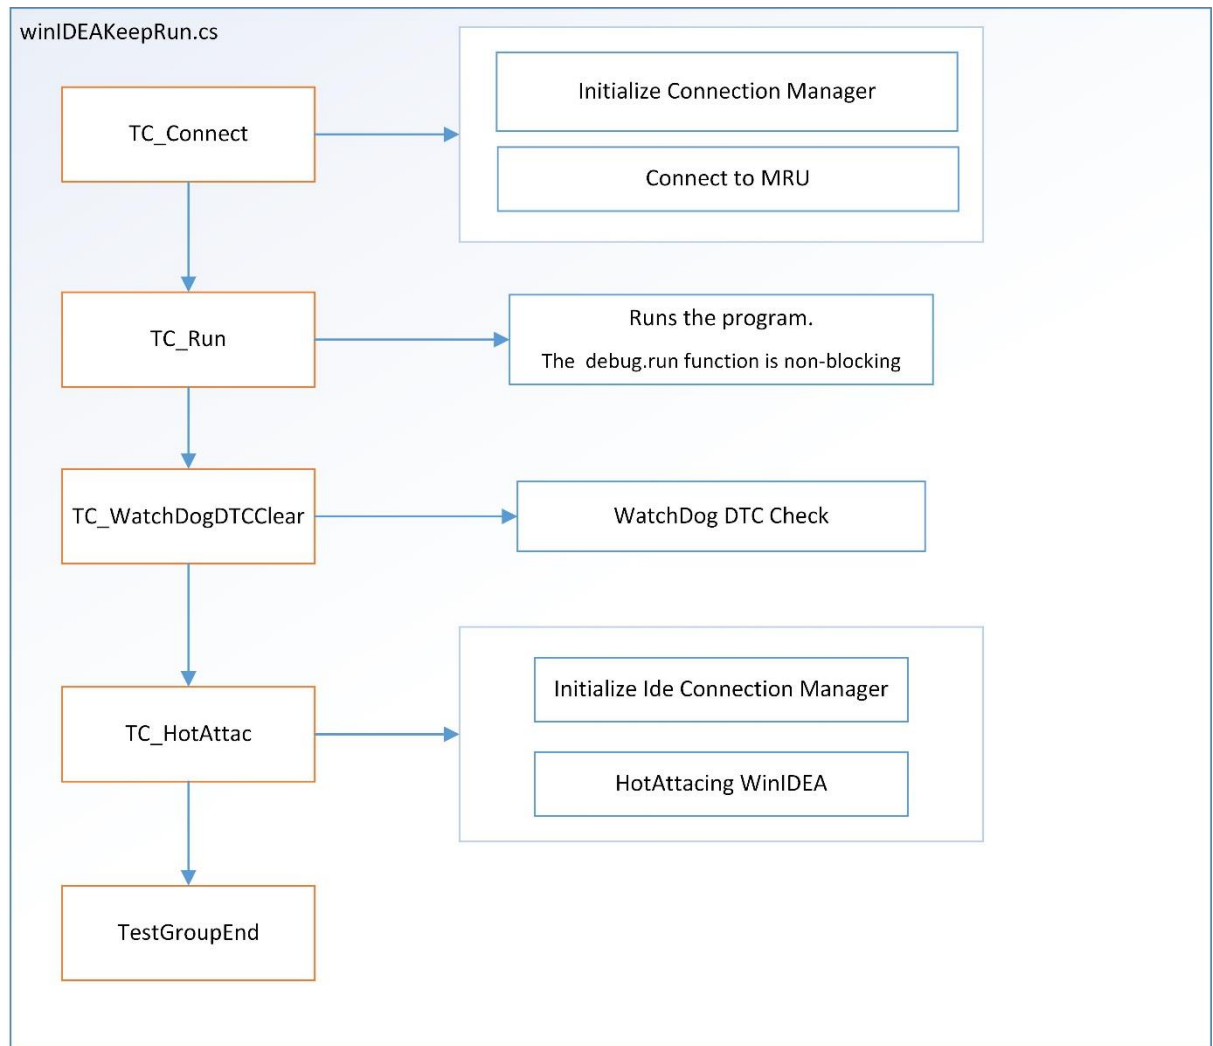 winIDEAKeepRun.cs
TC_Connect
Initialize Connection Manager
Connect to MRU
TC_Run
Runs the program.
The debug.run function is non-blocking
TC_WatchDogDTCClear
WatchDog DTC Check
TC_HotAttac
Initialize Ide Connection Manager
HotAttacing WinIDEA
TestGroupEnd